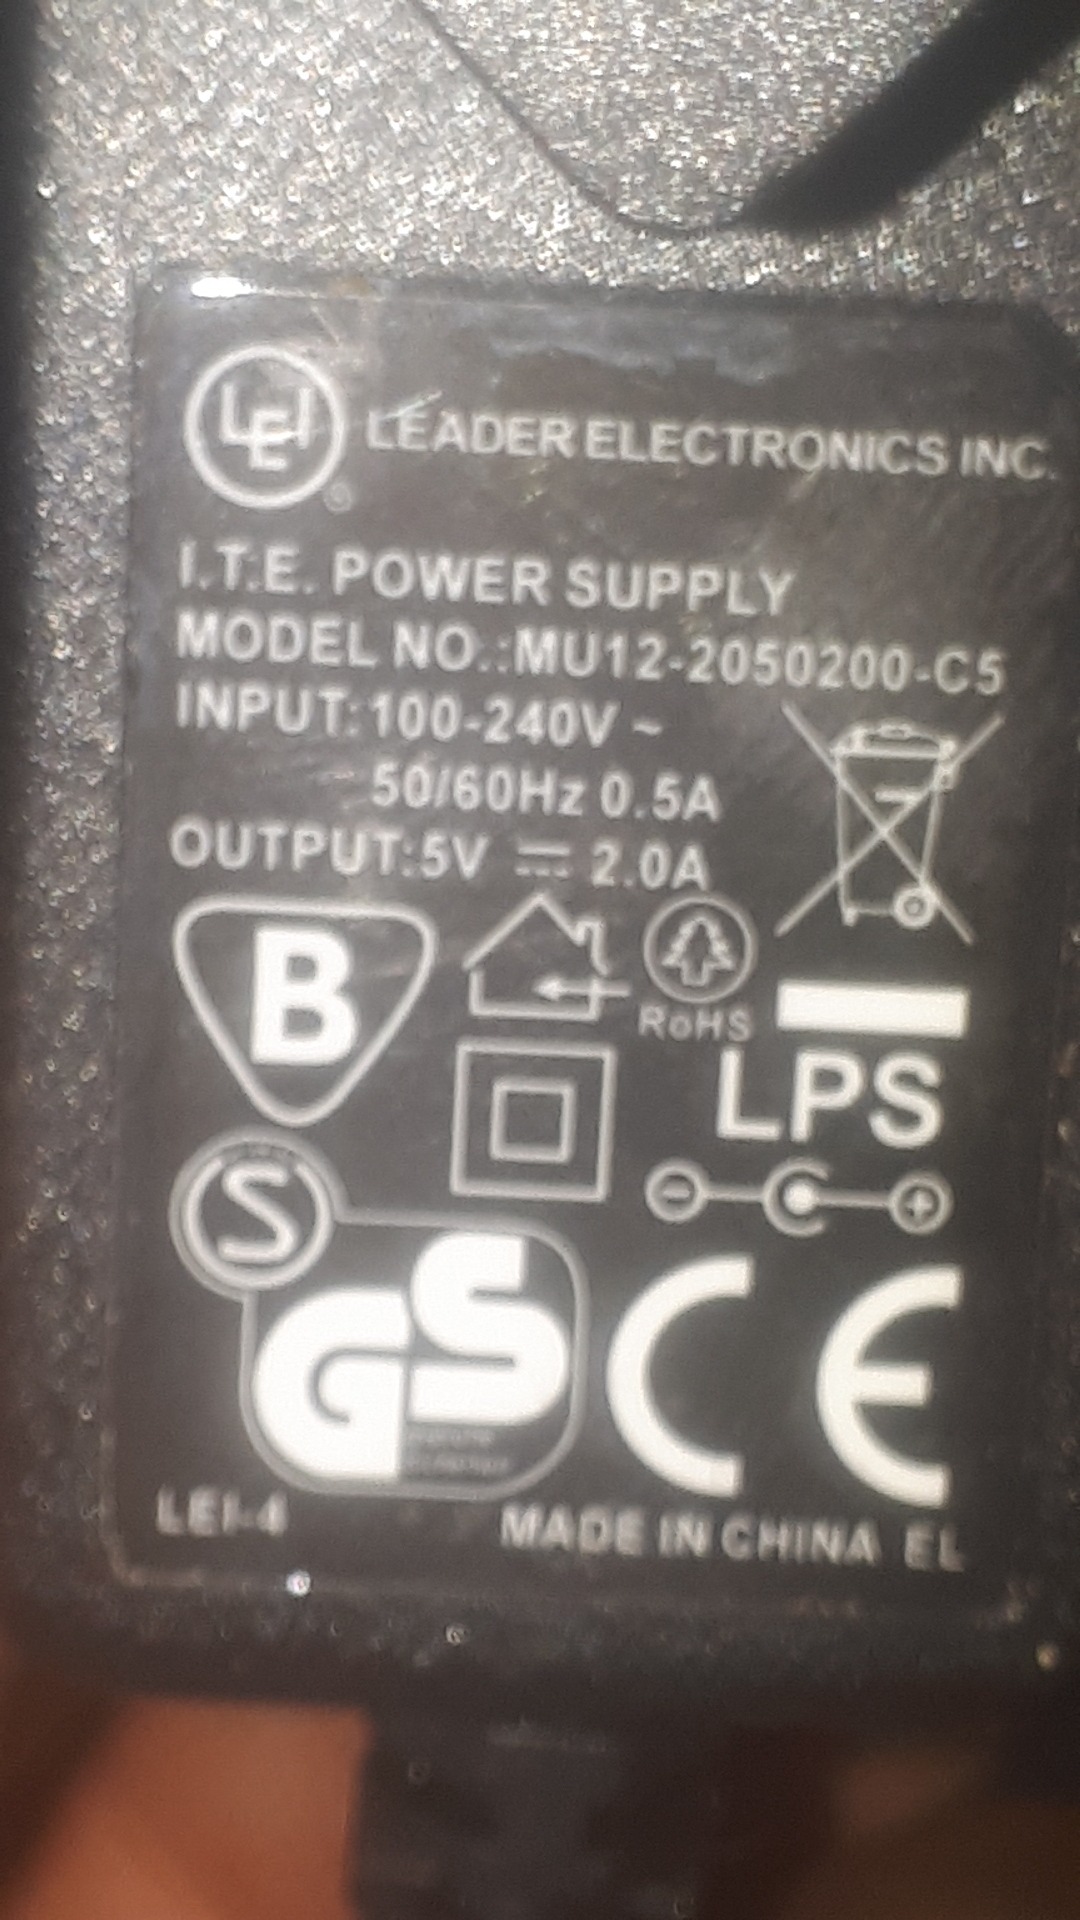 LEI ® LEADER ELECTRONICS INC.
I.T.E. POWER SUPPLY
MODEL NO.:MU12-2050200-C5
INPUT:100-240V ~
50/60Hz 0.5A
OUTPUT:5V ⎓ 2.0A
B
RoHS
LPS
S
GS
CE
LEI-4
MADE IN CHINA EL